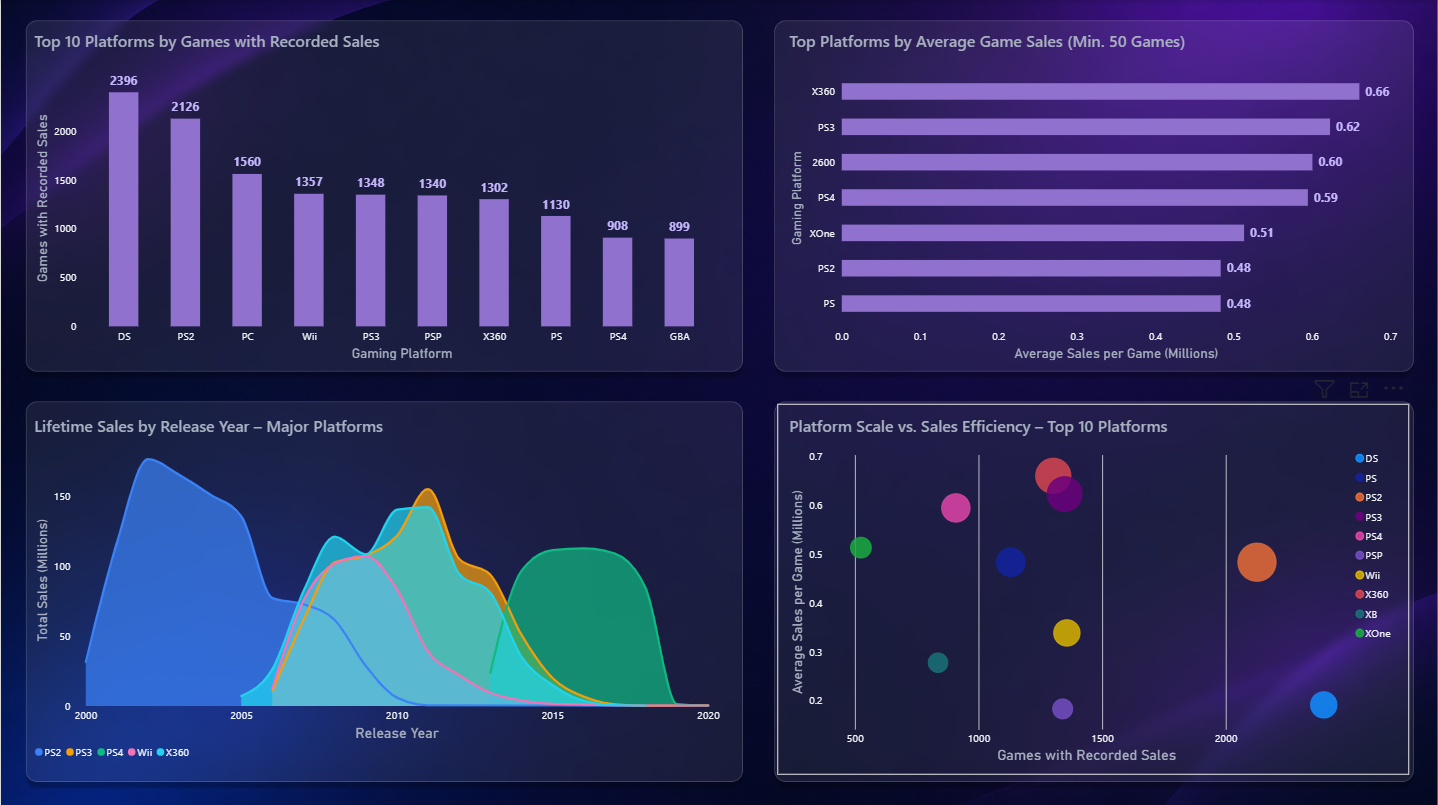 Top 10 Platforms by Games with Recorded Sales
Games with Recorded Sales
2000
1500
1000
500
0
2396
2126
1560
1357
1348
1340
1302
1130
908
899
DS
PS2
PC
Wii
PS3
PSP
X360
PS
PS4
GBA
Gaming Platform
Top Platforms by Average Game Sales (Min. 50 Games)
Gaming Platform
X360 0.66
PS3 0.62
2600 0.60
PS4 0.59
XOne 0.51
PS2 0.48
PS 0.48
0.0 0.1 0.2 0.3 0.4 0.5 0.6 0.7
Average Sales per Game (Millions)
Lifetime Sales by Release Year – Major Platforms
Total Sales (Millions)
150
100
50
0
2000 2005 2010 2015 2020
Release Year
PS2 PS3 PS4 Wii X360
Platform Scale vs. Sales Efficiency – Top 10 Platforms
Average Sales per Game (Millions)
0.7
0.6
0.5
0.4
0.3
0.2
500 1000 1500 2000
Games with Recorded Sales
DS
PS
PS2
PS3
PS4
PSP
Wii
X360
XB
XOne